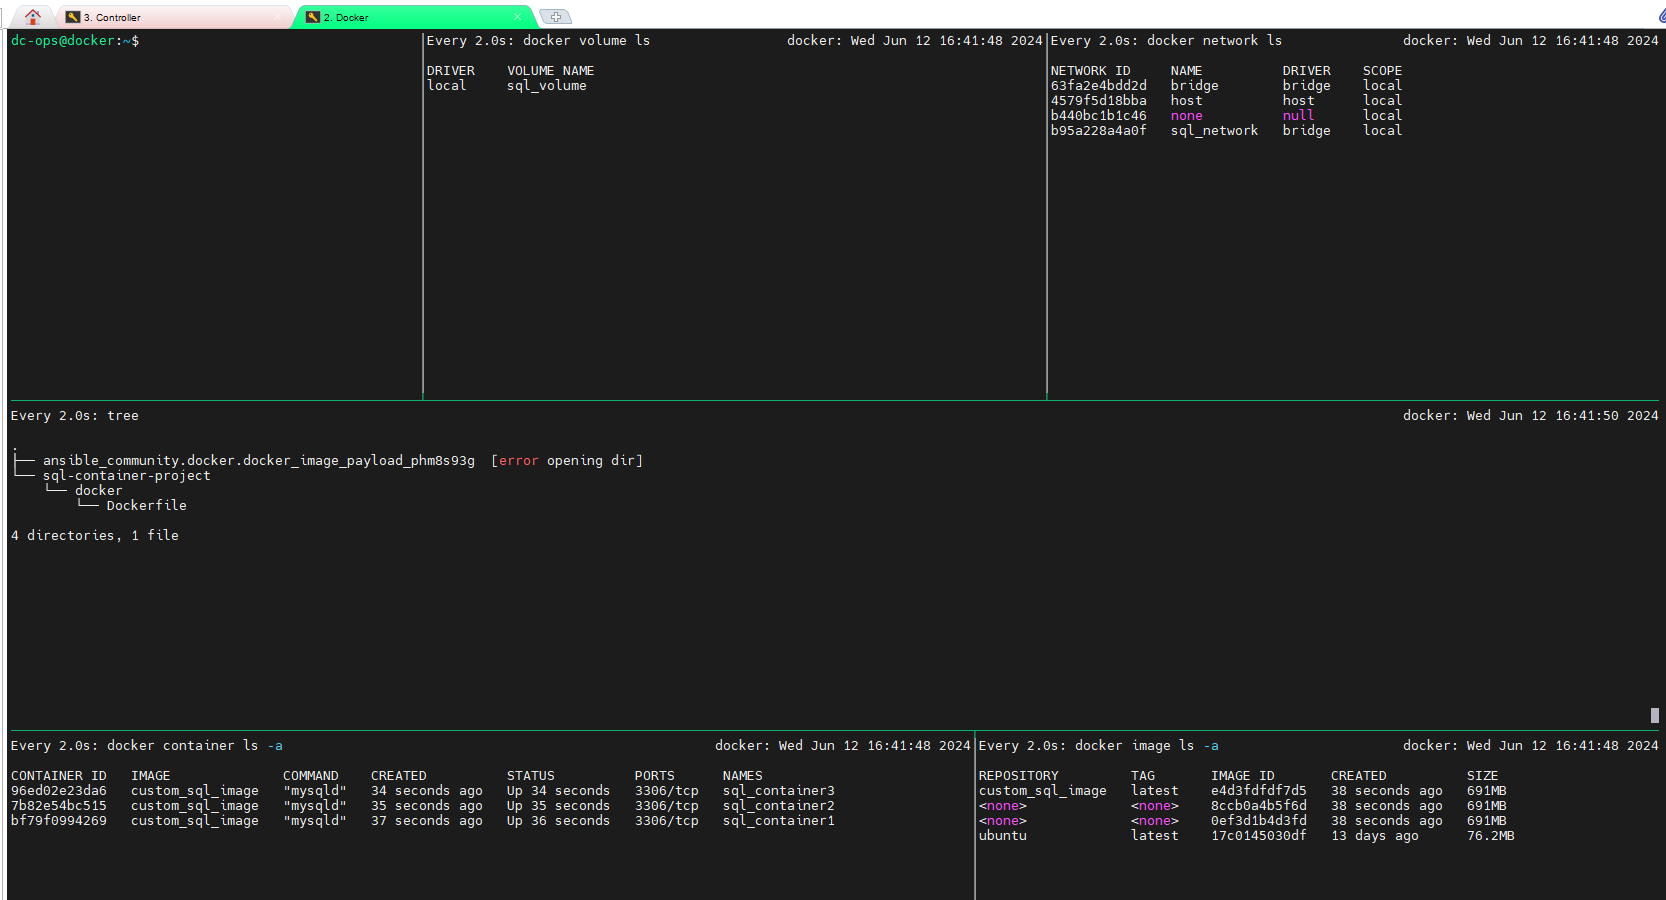 3. Controller
2. Docker
dc-ops@docker:~$
Every 2.0s: docker volume ls docker: Wed Jun 12 16:41:48 2024
DRIVER VOLUME NAME
local sql_volume
Every 2.0s: docker network ls docker: Wed Jun 12 16:41:48 2024
NETWORK ID NAME DRIVER SCOPE
63fa2e4bdd2d bridge bridge local
4579f5d18bba host host local
b440bc1b1c46 none null local
b95a228a4a0f sql_network bridge local
Every 2.0s: tree docker: Wed Jun 12 16:41:50 2024
.
├── ansible_community.docker.docker_image_payload_phm8s93g [error opening dir]
└── sql-container-project
    └── docker
        └── Dockerfile
4 directories, 1 file
Every 2.0s: docker container ls -a docker: Wed Jun 12 16:41:48 2024
CONTAINER ID IMAGE COMMAND CREATED STATUS PORTS NAMES
96ed02e23da6 custom_sql_image "mysqld" 34 seconds ago Up 34 seconds 3306/tcp sql_container3
7b82e54bc515 custom_sql_image "mysqld" 35 seconds ago Up 35 seconds 3306/tcp sql_container2
bf79f0994269 custom_sql_image "mysqld" 37 seconds ago Up 36 seconds 3306/tcp sql_container1
Every 2.0s: docker image ls -a docker: Wed Jun 12 16:41:48 2024
REPOSITORY TAG IMAGE ID CREATED SIZE
custom_sql_image latest e4d3fdfdf7d5 38 seconds ago 691MB
<none> <none> 8ccb0a4b5f6d 38 seconds ago 691MB
<none> <none> 0ef3d1b4d3fd 38 seconds ago 691MB
ubuntu latest 17c0145030df 13 days ago 76.2MB